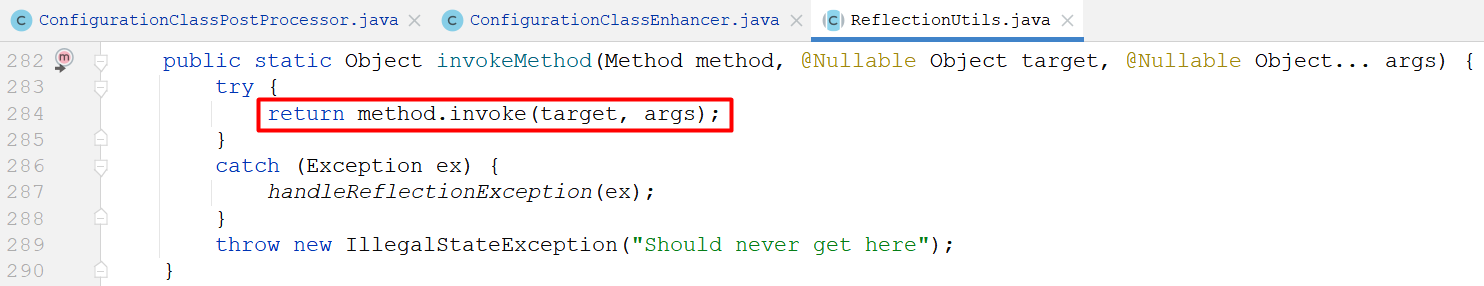 ConfigurationClassPostProcessor.java × ConfigurationClassEnhancer.java × ReflectionUtils.java ×
282 public static Object invokeMethod(Method method, @Nullable Object target, @Nullable Object... args) {
283 try {
284 return method.invoke(target, args);
285 }
286 catch (Exception ex) {
287 handleReflectionException(ex);
288 }
289 throw new IllegalStateException("Should never get here");
290 }